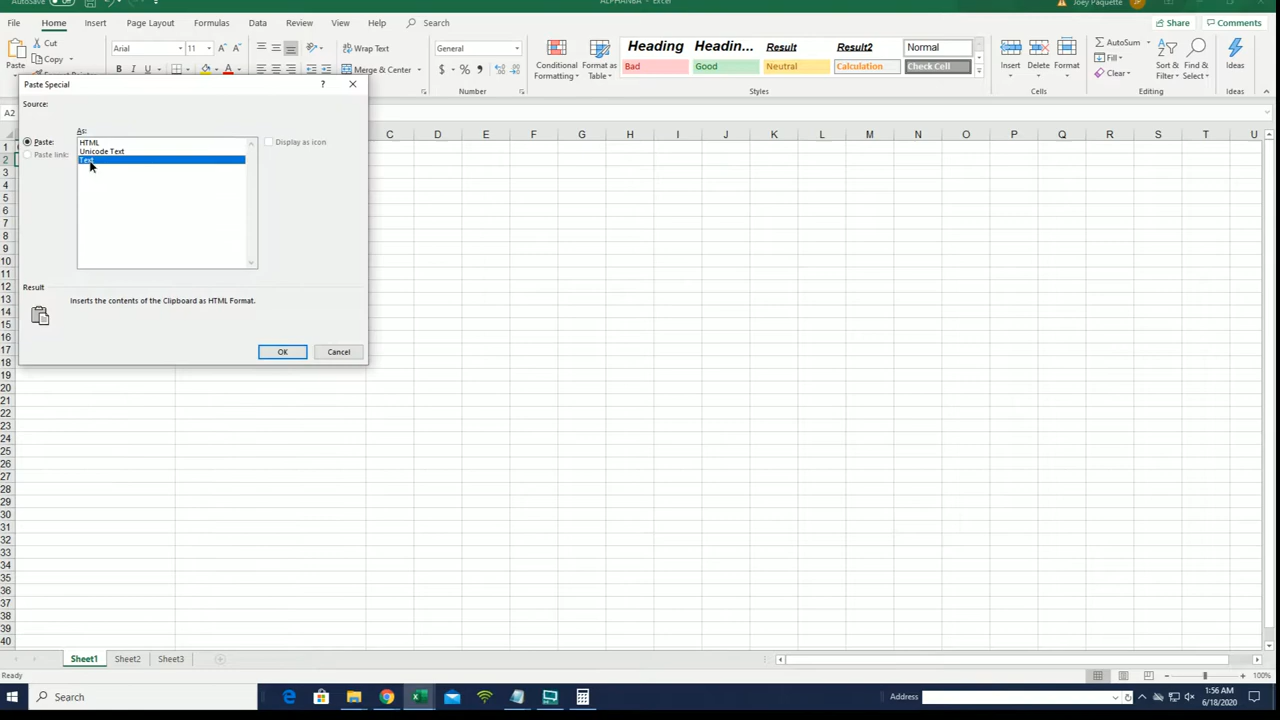 AutoSave
ALPHANBA - Excel
Joey Paquette
JP
File Home Insert Page Layout Formulas Data Review View Help Search
Share Comments
Paste
Cut
Copy
Arial 11
B I U
Wrap Text
Merge & Center
General
$ % ,
Number
Conditional Formatting
Format as Table
Heading Headin... Result Result2 Normal
Bad Good Neutral Calculation Check Cell
Styles
Insert Delete Format
Cells
AutoSum
Fill
Clear
Sort & Filter
Find & Select
Editing
Ideas
Ideas
A2
Paste Special
? ×
Source:
As:
Paste:
Paste link:
HTML
Unicode Text
Text
Display as icon
Result
Inserts the contents of the Clipboard as HTML Format.
OK Cancel
C D E F G H I J K L M N O P Q R S T U
1
2
3
4
5
6
7
8
9
10
11
12
13
14
15
16
17
18
19
20
21
22
23
24
25
26
27
28
29
30
31
32
33
34
35
36
37
38
39
40
Sheet1 Sheet2 Sheet3
Ready
100%
Search
Address
1:56 AM
6/18/2020